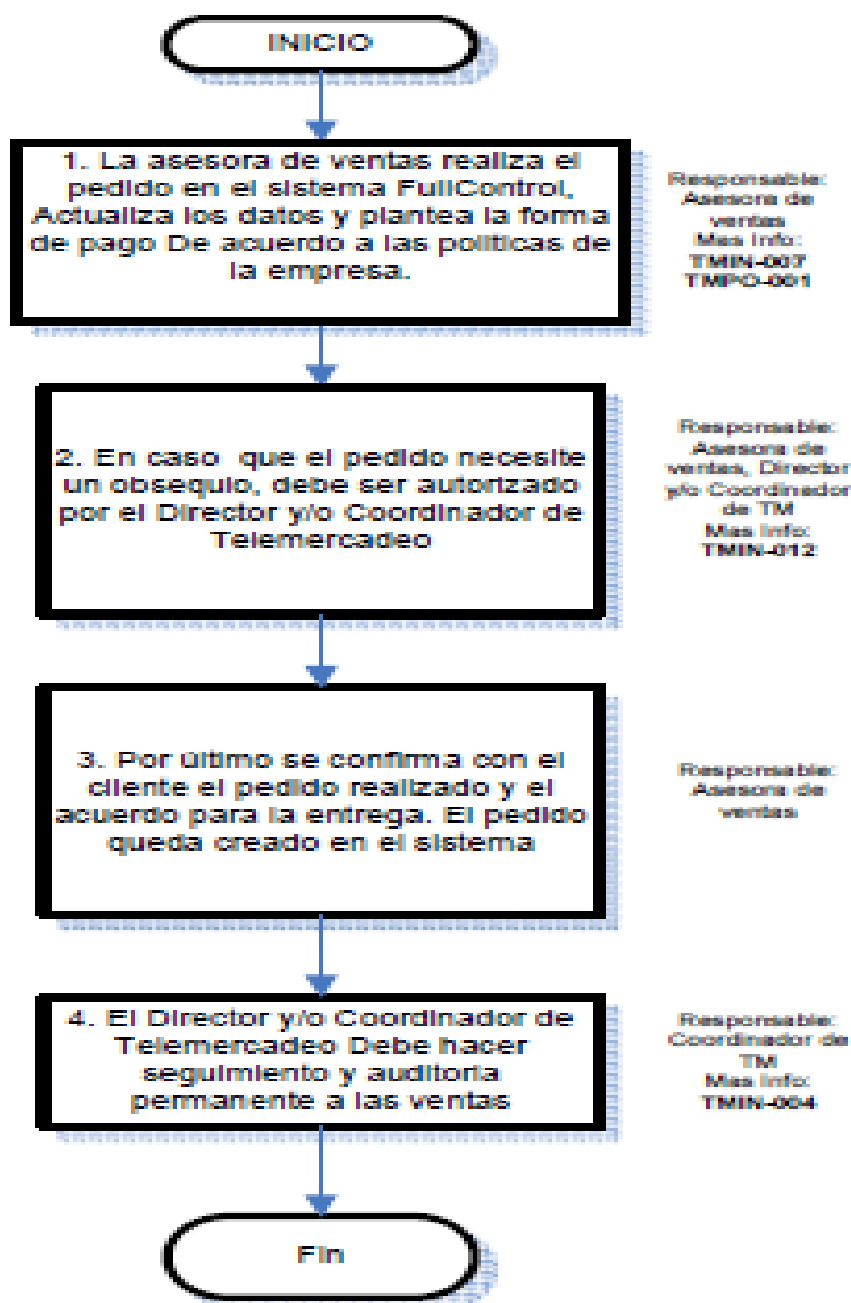 INICIO
1. La asesora de ventas realiza el
pedido en el sistema FullControl,
Actualiza los datos y plantea la forma
de pago De acuerdo a las políticas de
la empresa.
Responsable:
Asesora de
ventas
Mas Info:
TMIN-007
TMPO-001
2. En caso que el pedido necesite
un obsequio, debe ser autorizado
por el Director y/o Coordinador de
Telemercadeo
Responsable:
Asesora de
ventas, Director
y/o Coordinador
de TM
Mas Info:
TMIN-012
3. Por último se confirma con el
cliente el pedido realizado y el
acuerdo para la entrega. El pedido
queda creado en el sistema
Responsable:
Asesora de
ventas
4. El Director y/o Coordinador de
Telemercadeo Debe hacer
seguimiento y auditoria
permanente a las ventas
Responsable:
Coordinador de
TM
Mas Info:
TMIN-004
Fin